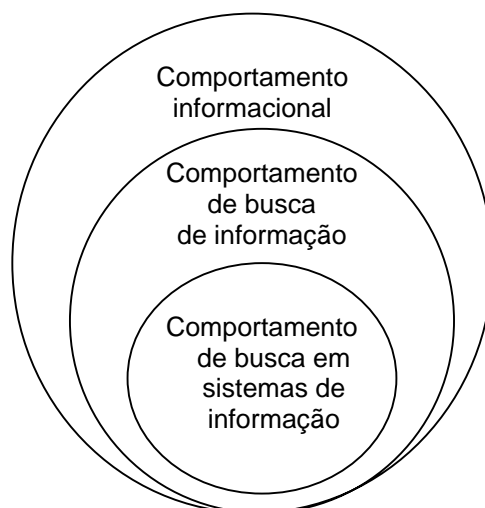 Comportamento
informacional
Comportamento
de busca
de informação
Comportamento
de busca em
sistemas de
informação